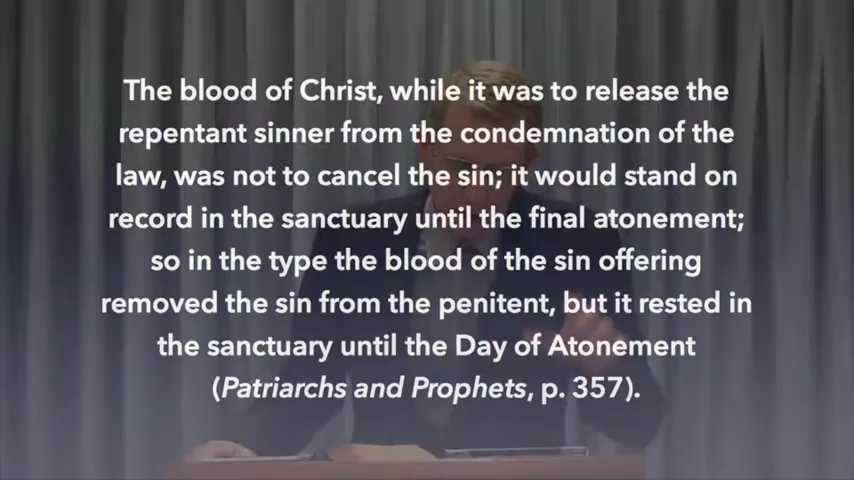 The blood of Christ, while it was to release the
repentant sinner from the condemnation of the
law, was not to cancel the sin; it would stand on
record in the sanctuary until the final atonement;
so in the type the blood of the sin offering
removed the sin from the penitent, but it rested in
the sanctuary until the Day of Atonement
(Patriarchs and Prophets, p. 357).